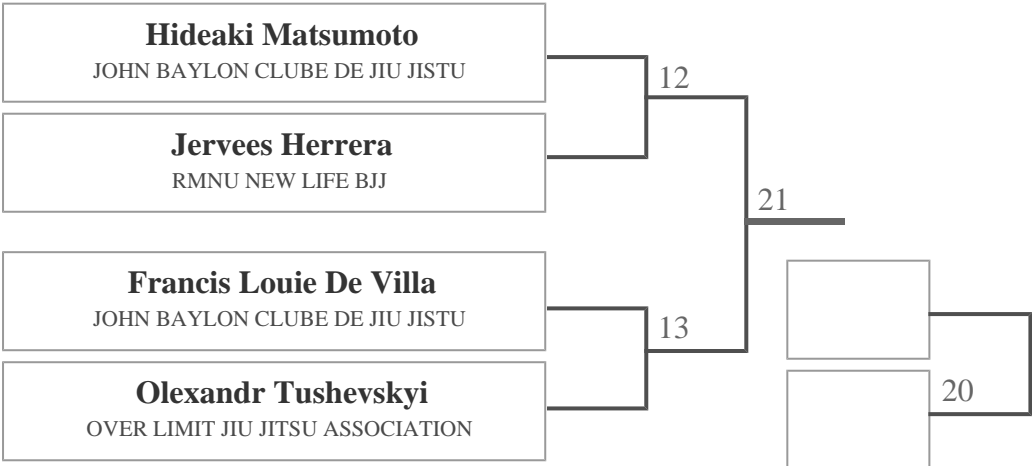 Hideaki Matsumoto
JOHN BAYLON CLUBE DE JIU JISTU
12
Jervees Herrera
RMNU NEW LIFE BJJ
21
Francis Louie De Villa
JOHN BAYLON CLUBE DE JIU JISTU
13
Olexandr Tushevskyi
OVER LIMIT JIU JITSU ASSOCIATION
20